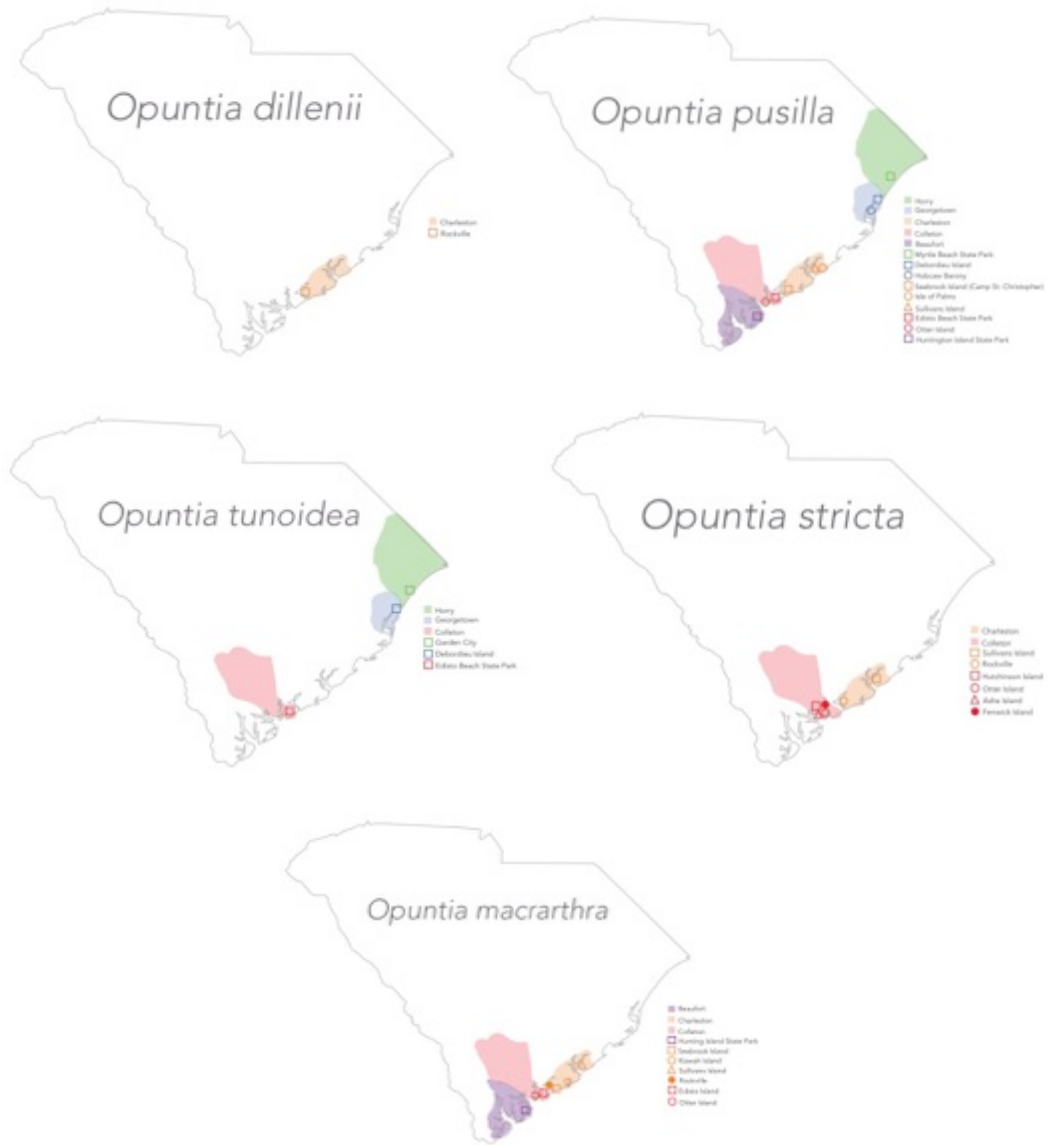 Opuntia dillenii
Charleston
Rockville
Opuntia pusilla
Horry
Georgetown
Charleston
Colleton
Beaufort
Myrtle Beach State Park
Debordieu Island
Hobcaw Barony
Seabrook Island (Camp St. Christopher)
Isle of Palms
Sullivans Island
Edisto Beach State Park
Otter Island
Huntington Island State Park
Opuntia tunoidea
Horry
Georgetown
Colleton
Garden City
Debordieu Island
Edisto Beach State Park
Opuntia stricta
Charleston
Colleton
Sullivans Island
Rockville
Hutchinson Island
Otter Island
Ashe Island
Fenwick Island
Opuntia macrarthra
Beaufort
Charleston
Colleton
Hunting Island State Park
Seabrook Island
Kiawah Island
Sullivans Island
Rockville
Edisto Island
Otter Island